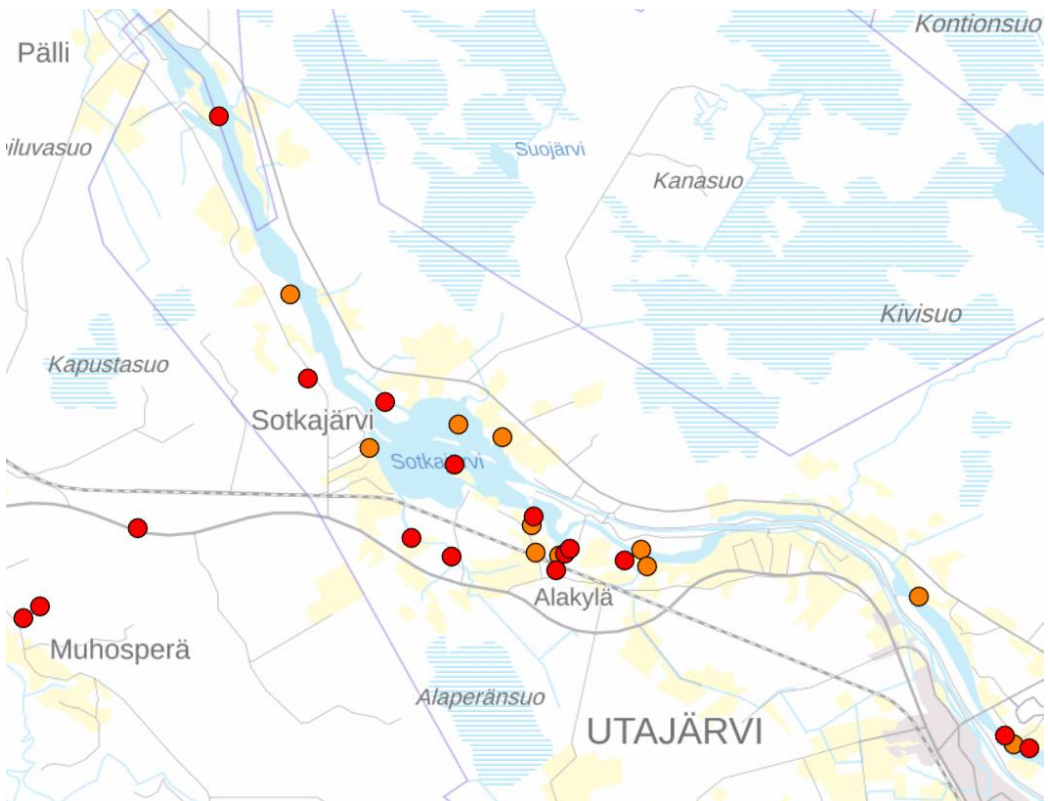 Kontionsuo
Pälli
iluvasuo
Suojärvi
Kanasuo
Kivisuo
Kapustasuo
Sotkajärvi
Sotkajärvi
Alakylä
Muhosperä
Alaperänsuo
UTAJÄRVI